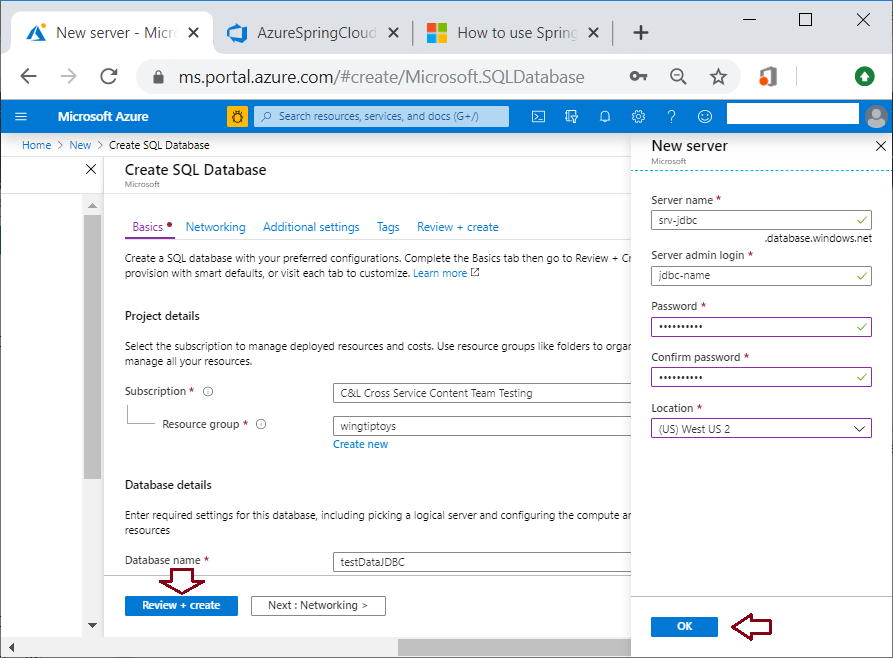 New server - Micr
AzureSpringCloud
How to use Spring
ms.portal.azure.com/#create/Microsoft.SQLDatabase
Microsoft Azure
Search resources, services, and docs (G+/)
Home > New > Create SQL Database
Create SQL Database
Microsoft
Basics
Networking
Additional settings
Tags
Review + create
Create a SQL database with your preferred configurations. Complete the Basics tab then go to Review + Cr
provision with smart defaults, or visit each tab to customize. Learn more
Project details
Select the subscription to manage deployed resources and costs. Use resource groups like folders to organ
manage all your resources.
Subscription *
C&L Cross Service Content Team Testing
Resource group *
wingtiptoys
Create new
Database details
Enter required settings for this database, including picking a logical server and configuring the compute an
resources
Database name *
testDataJDBC
Review + create
Next : Networking >
New server
Microsoft
Server name *
srv-jdbc
.database.windows.net
Server admin login *
jdbc-name
Password *
••••••••••
Confirm password *
••••••••••
Location *
(US) West US 2
OK